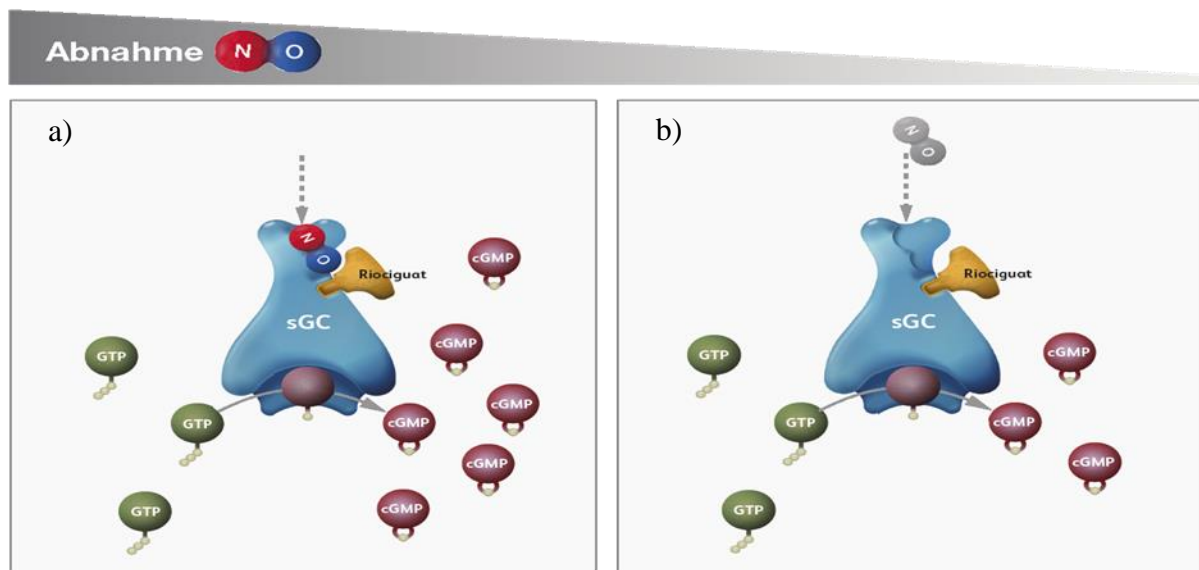 Abnahme N O
a)
N
O
Riociguat
cGMP
sGC
cGMP
GTP
cGMP
GTP
cGMP
cGMP
GTP
cGMP
b)
N
O
Riociguat
sGC
GTP
cGMP
GTP
cGMP
cGMP
GTP